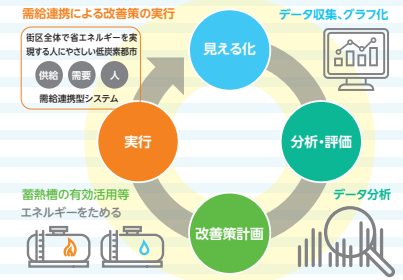 需給連携による改善策の実行
街区全体で省エネルギーを実
現する人にやさしい低炭素都市
供給 需要 人
需給連携型システム
見える化
データ収集、グラフ化
実行
分析・評価
蓄熱槽の有効活用等
エネルギーをためる
改善策計画
データ分析